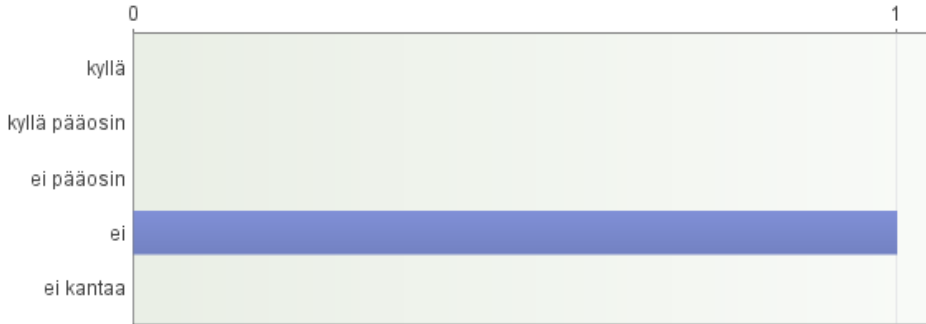 0 1
kyllä
kyllä pääosin
ei pääosin
ei
ei kantaa